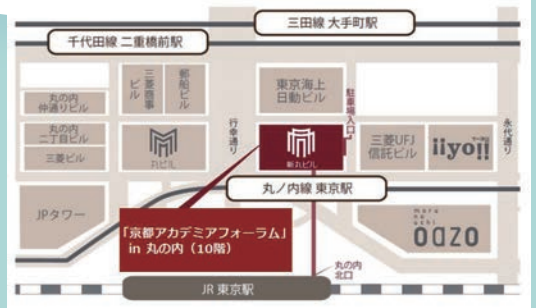 三田線 大手町駅
千代田線 二重橋前駅
丸の内
仲通りビル
三菱商事
ビル
郵船ビル
東京海上
日動ビル
駐車場入口
行幸通り
永代通り
丸の内
二丁目ビル
三菱ビル
丸ビル
新丸ビル
三菱UFJ
信託ビル
iiyo!!
丸ノ内線 東京駅
JPタワー
「京都アカデミアフォーラム」
in 丸の内（10階）
maru
no
uchi
oazo
丸の内
北口
JR 東京駅